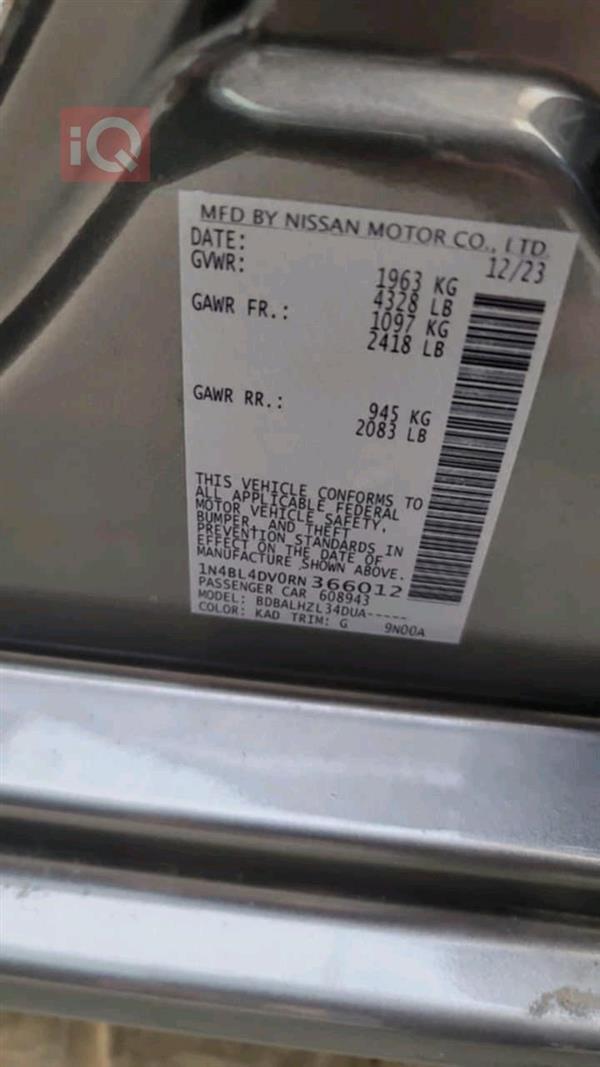 iQ
MFD BY NISSAN MOTOR CO., LTD.
DATE: 12/23
GVWR: 1963 KG
4328 LB
GAWR FR.: 1097 KG
2418 LB
GAWR RR.: 945 KG
2083 LB
THIS VEHICLE CONFORMS TO
ALL APPLICABLE FEDERAL
MOTOR VEHICLE SAFETY,
BUMPER, AND THEFT
PREVENTION STANDARDS IN
EFFECT ON THE DATE OF
MANUFACTURE SHOWN ABOVE.
1N4BL4DV0RN 366012
PASSENGER CAR 608943
MODEL: BDBALHZL34DUA-----
COLOR: KAD TRIM: G 9N00A